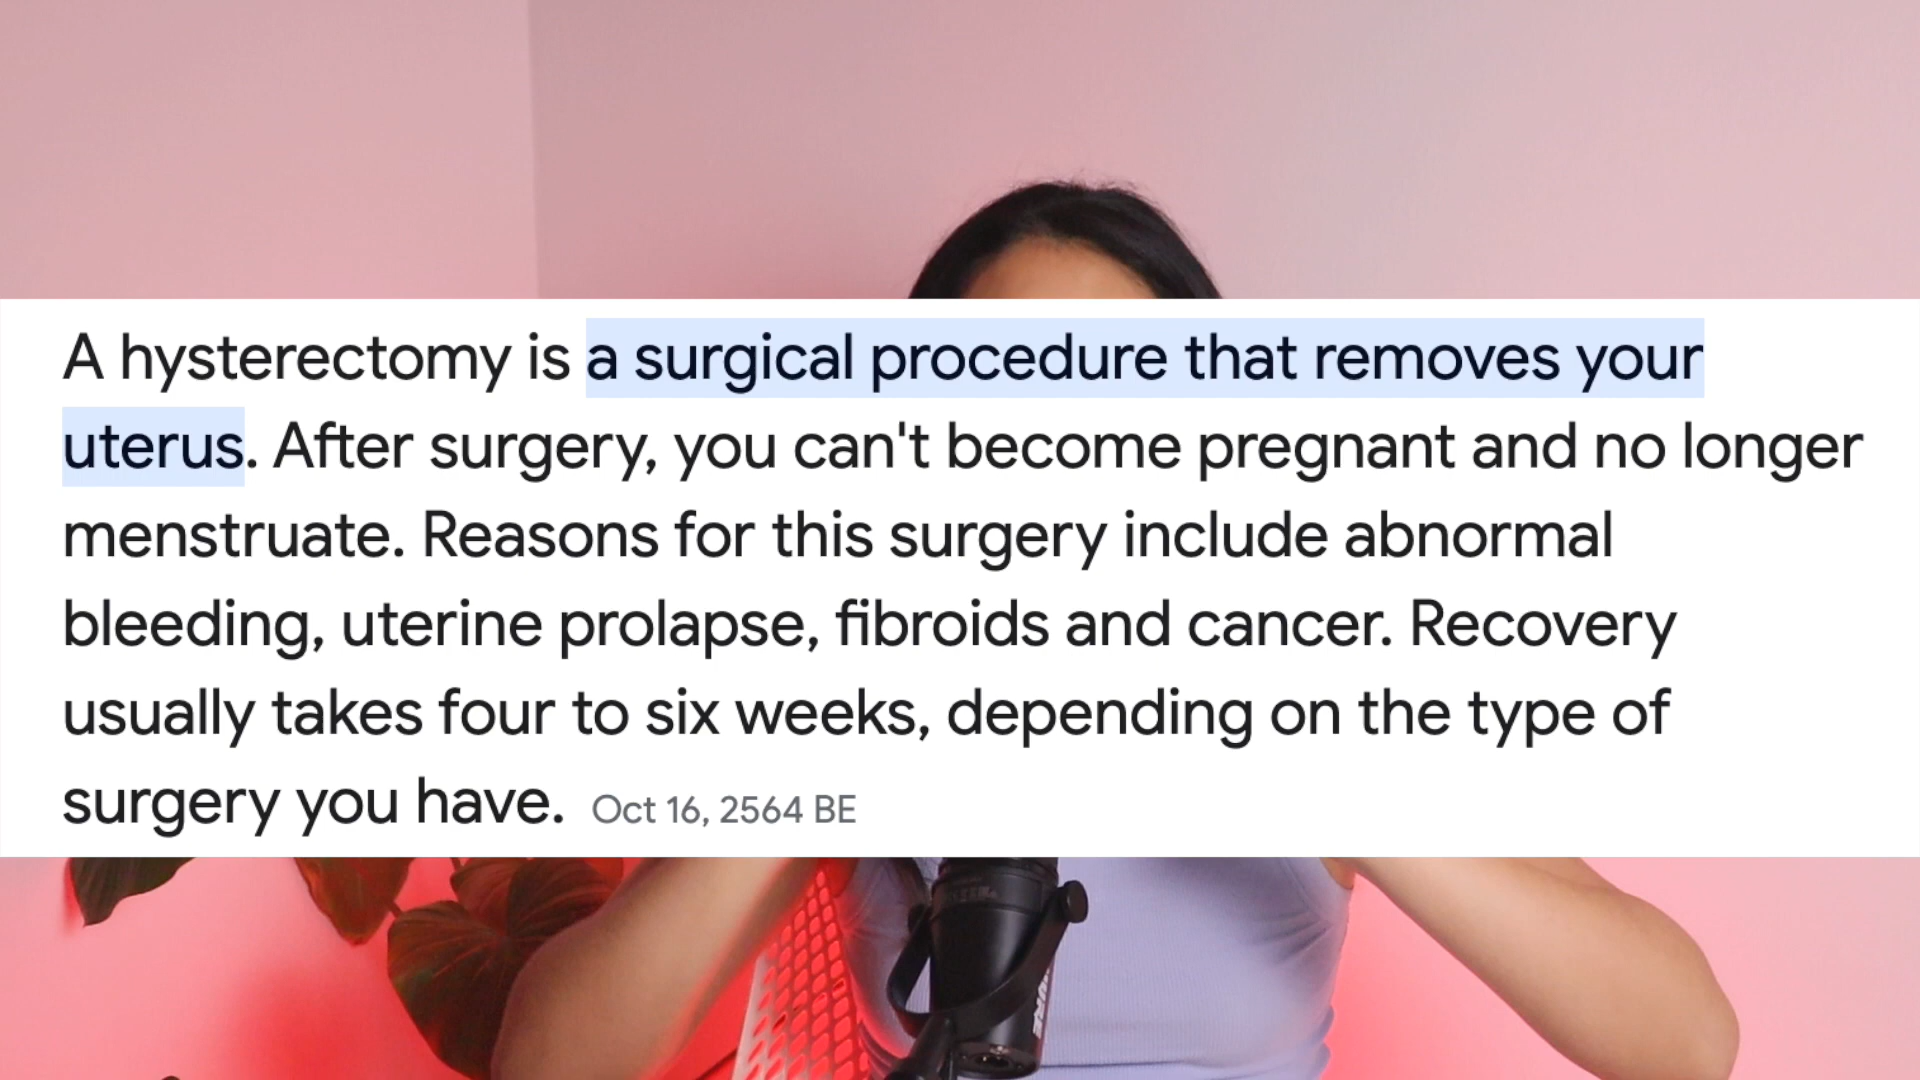 A hysterectomy is a surgical procedure that removes your
uterus. After surgery, you can't become pregnant and no longer
menstruate. Reasons for this surgery include abnormal
bleeding, uterine prolapse, fibroids and cancer. Recovery
usually takes four to six weeks, depending on the type of
surgery you have. Oct 16, 2564 BE